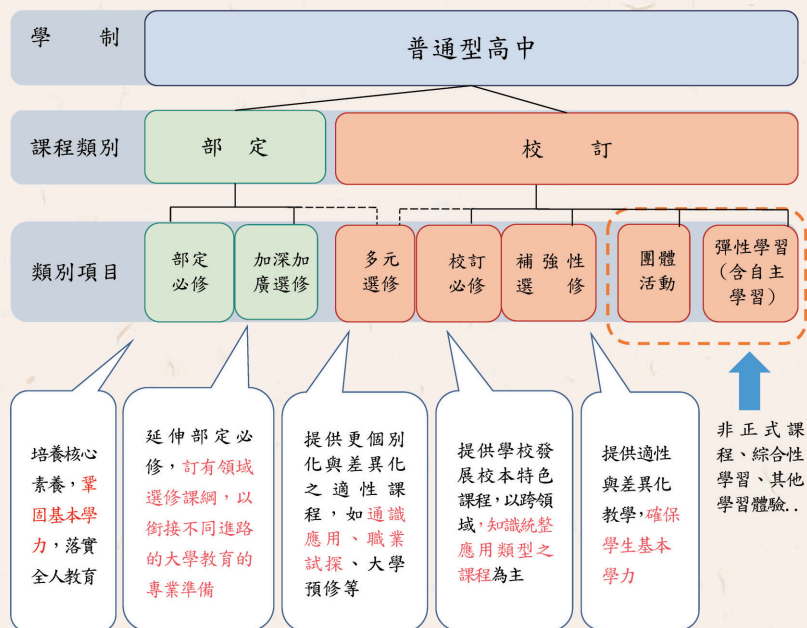 學制
普通型高中
課程類別
部定
校訂
類別項目
部定
必修
加深加
廣選修
多元
選修
校訂
必修
補強性
選修
團體
活動
彈性學習
(含自主
學習)
培養核心
素養,鞏
固基本學
力,落實
全人教育
延伸部定必
修,訂有領域
選修課綱,以
銜接不同進路
的大學教育的
專業準備
提供更個別
化與差異化
之適性課
程,如通識
應用、職業
試探、大學
預修等
提供學校發
展校本特色
課程,以跨領
域,知識統整
應用類型之
課程為主
提供適性
與差異化
教學,確保
學生基本
學力
非正式課
程、綜合性
學習、其他
學習體驗..